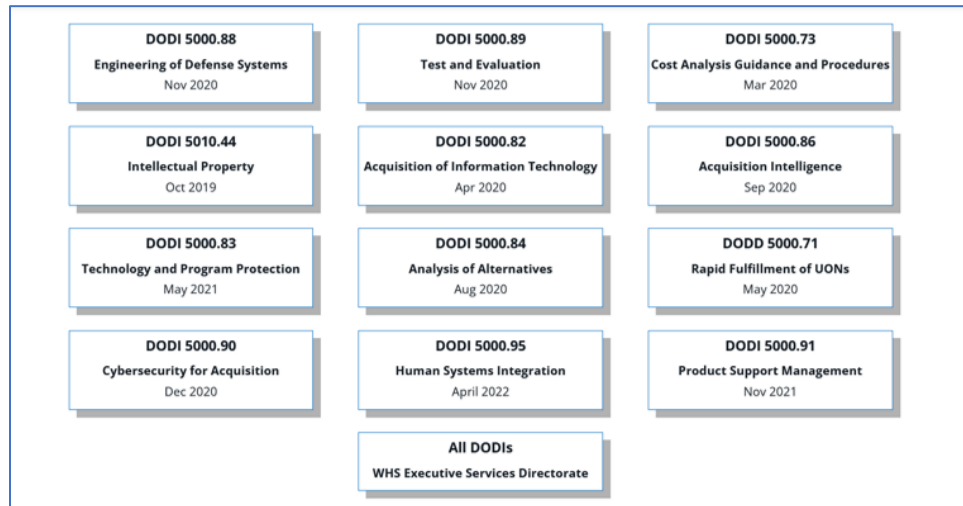 DODI 5000.88
Engineering of Defense Systems
Nov 2020
DODI 5000.89
Test and Evaluation
Nov 2020
DODI 5000.73
Cost Analysis Guidance and Procedures
Mar 2020
DODI 5010.44
Intellectual Property
Oct 2019
DODI 5000.82
Acquisition of Information Technology
Apr 2020
DODI 5000.86
Acquisition Intelligence
Sep 2020
DODI 5000.83
Technology and Program Protection
May 2021
DODI 5000.84
Analysis of Alternatives
Aug 2020
DODD 5000.71
Rapid Fulfillment of UONs
May 2020
DODI 5000.90
Cybersecurity for Acquisition
Dec 2020
DODI 5000.95
Human Systems Integration
April 2022
DODI 5000.91
Product Support Management
Nov 2021
All DODIs
WHS Executive Services Directorate